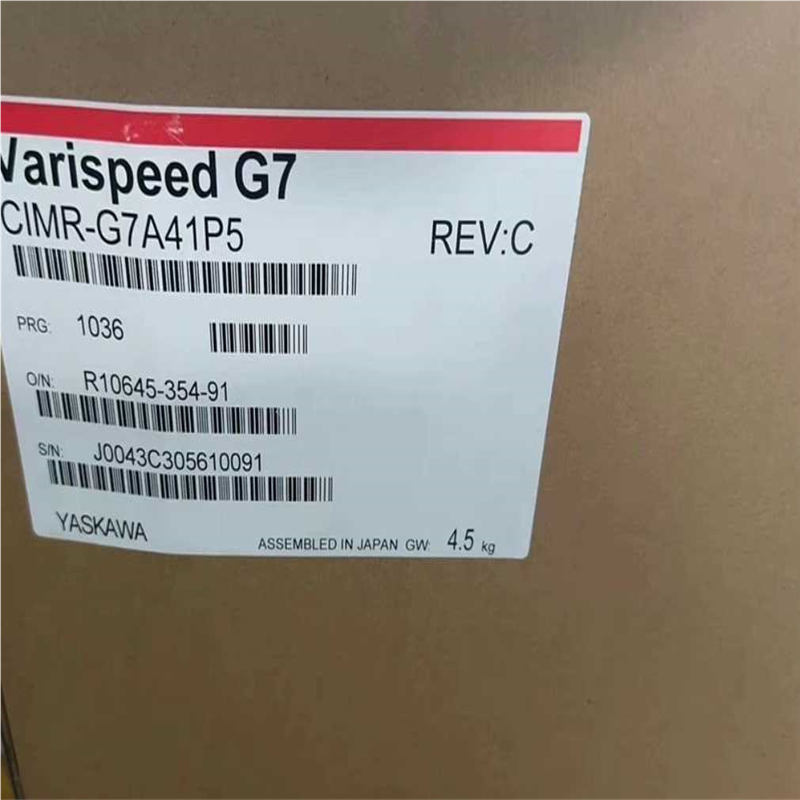 Varispeed G7
CIMR-G7A41P5
REV:C
PRG: 1036
O/N: R10645-354-91
S/N: J0043C305610091
YASKAWA
ASSEMBLED IN JAPAN GW: 4.5 kg